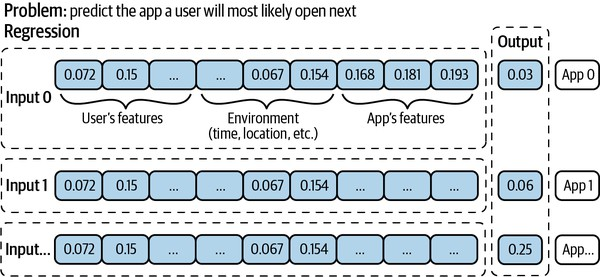 Problem: predict the app a user will most likely open next
Regression
Output
Input 0 0.072 0.15 ... ... 0.067 0.154 0.168 0.181 0.193 0.03 App 0
User's features Environment (time, location, etc.) App's features
Input 1 0.072 0.15 ... ... 0.067 0.154 ... ... ... 0.06 App 1
Input... 0.072 0.15 ... ... 0.067 0.154 ... ... ... 0.25 App...